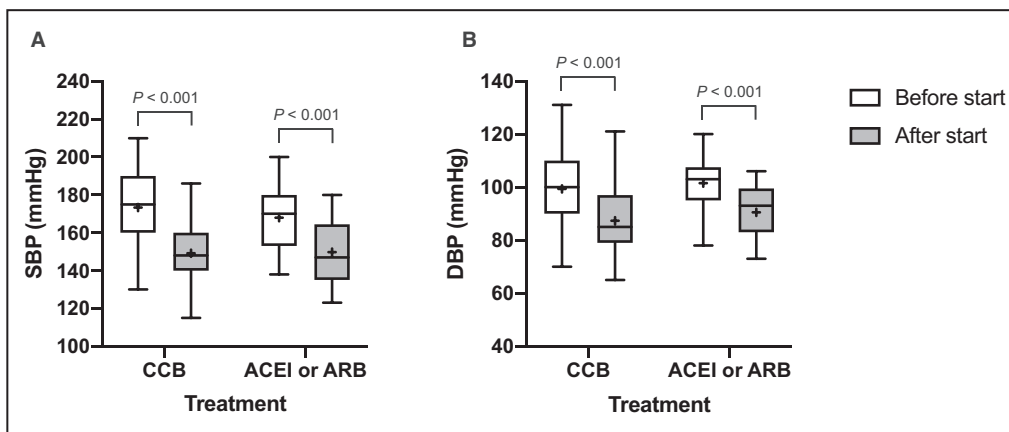 A
SBP (mmHg)
240
220
200
180
160
140
120
100
P < 0.001
P < 0.001
CCB
ACEI or ARB
Treatment
B
DBP (mmHg)
140
120
100
80
60
40
P < 0.001
P < 0.001
CCB
ACEI or ARB
Treatment
Before start
After start